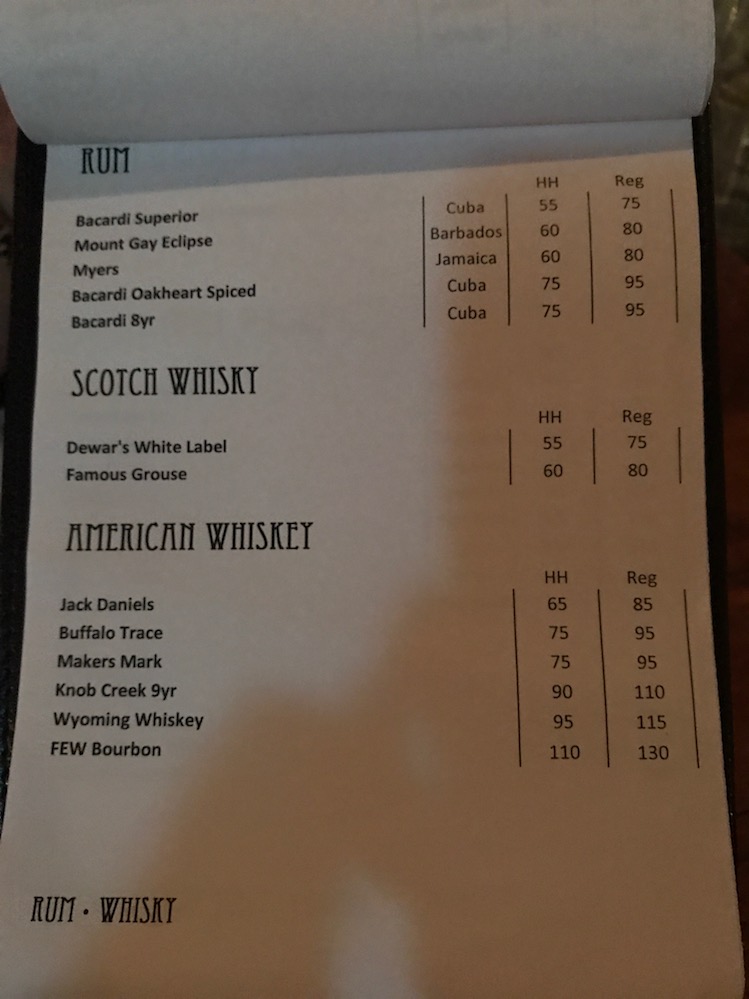 RUM
HH Reg
Bacardi Superior Cuba 55 75
Mount Gay Eclipse Barbados 60 80
Myers Jamaica 60 80
Bacardi Oakheart Spiced Cuba 75 95
Bacardi 8yr Cuba 75 95
SCOTCH WHISKY
HH Reg
Dewar's White Label 55 75
Famous Grouse 60 80
AMERICAN WHISKEY
HH Reg
Jack Daniels 65 85
Buffalo Trace 75 95
Makers Mark 75 95
Knob Creek 9yr 90 110
Wyoming Whiskey 95 115
FEW Bourbon 110 130
RUM • WHISKY